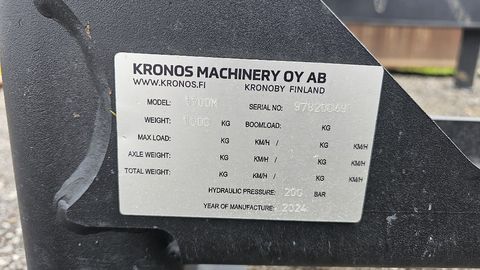 KRONOS MACHINERY OY AB
WWW.KRONOS.FI KRONOBY FINLAND
MODEL: SERIAL NO:
WEIGHT: KG BOOMLOAD: KG
MAX LOAD: KG KM/H / KG KM/H
AXLE WEIGHT: KG KM/H / KG KM/H
TOTAL WEIGHT: KG KM/H / KG KM/H
HYDRAULIC PRESSURE: 200 BAR
YEAR OF MANUFACTURE: 2024